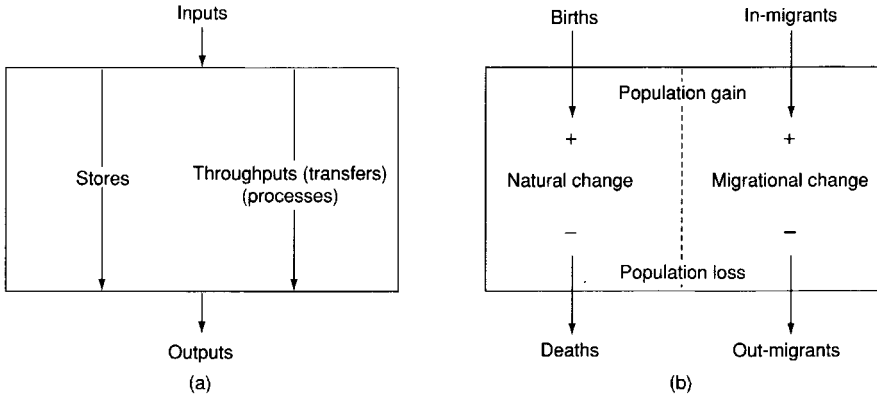 Inputs
Stores
Throughputs (transfers)
(processes)
Outputs
(a)
Births
In-migrants
Population gain
+
+
Natural change
Migrational change
–
–
Population loss
Deaths
Out-migrants
(b)